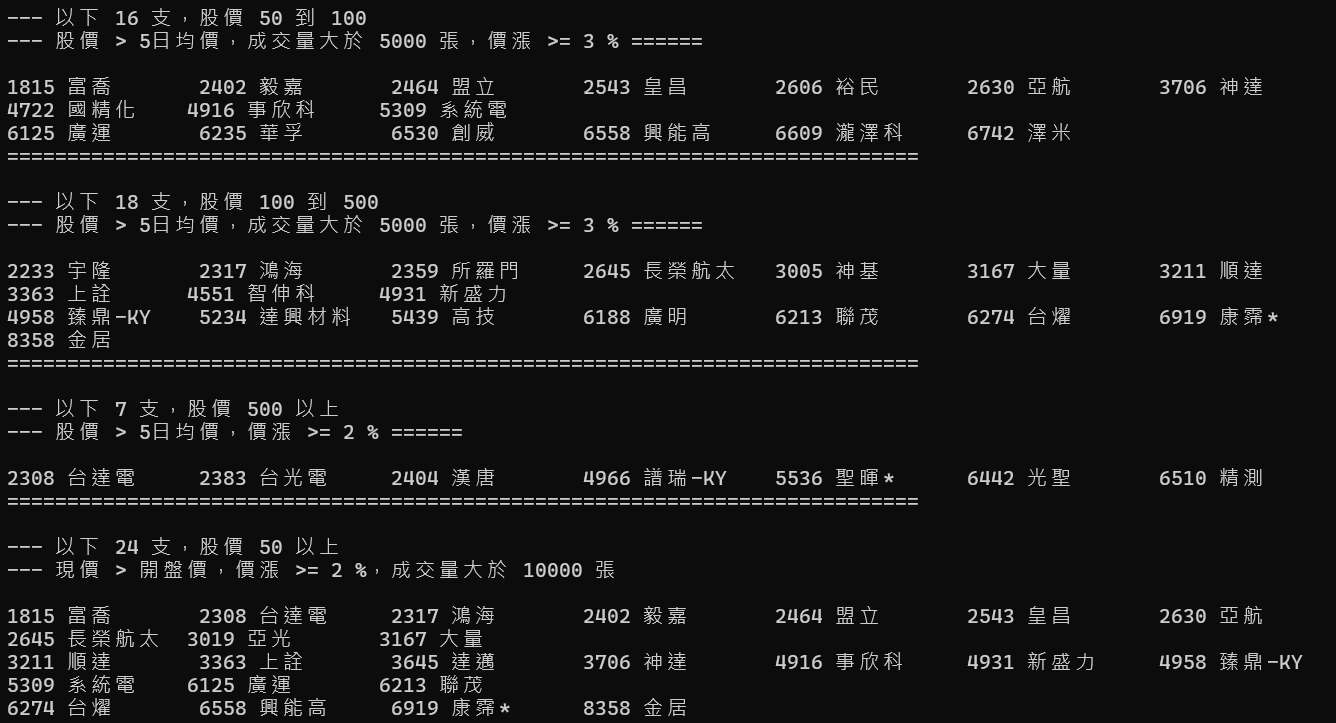 --- 以下 16 支，股價 50 到 100
--- 股價 > 5日均價，成交量大於 5000 張，價漲 >= 3 % ======
1815 富喬 2402 毅嘉 2464 盟立 2543 皇昌 2606 裕民 2630 亞航 3706 神達
4722 國精化 4916 事欣科 5309 系統電
6125 廣運 6235 華孚 6530 創威 6558 興能高 6609 瀧澤科 6742 澤米
============================================================================
--- 以下 18 支，股價 100 到 500
--- 股價 > 5日均價，成交量大於 5000 張，價漲 >= 3 % ======
2233 宇隆 2317 鴻海 2359 所羅門 2645 長榮航太 3005 神基 3167 大量 3211 順達
3363 上詮 4551 智伸科 4931 新盛力
4958 臻鼎-KY 5234 達興材料 5439 高技 6188 廣明 6213 聯茂 6274 台燿 6919 康霈*
8358 金居
============================================================================
--- 以下 7 支，股價 500 以上
--- 股價 > 5日均價，價漲 >= 2 % ======
2308 台達電 2383 台光電 2404 漢唐 4966 譜瑞-KY 5536 聖暉* 6442 光聖 6510 精測
============================================================================
--- 以下 24 支，股價 50 以上
--- 現價 > 開盤價，價漲 >= 2 %，成交量大於 10000 張
1815 富喬 2308 台達電 2317 鴻海 2402 毅嘉 2464 盟立 2543 皇昌 2630 亞航
2645 長榮航太 3019 亞光 3167 大量
3211 順達 3363 上詮 3645 達邁 3706 神達 4916 事欣科 4931 新盛力 4958 臻鼎-KY
5309 系統電 6125 廣運 6213 聯茂
6274 台燿 6558 興能高 6919 康霈* 8358 金居